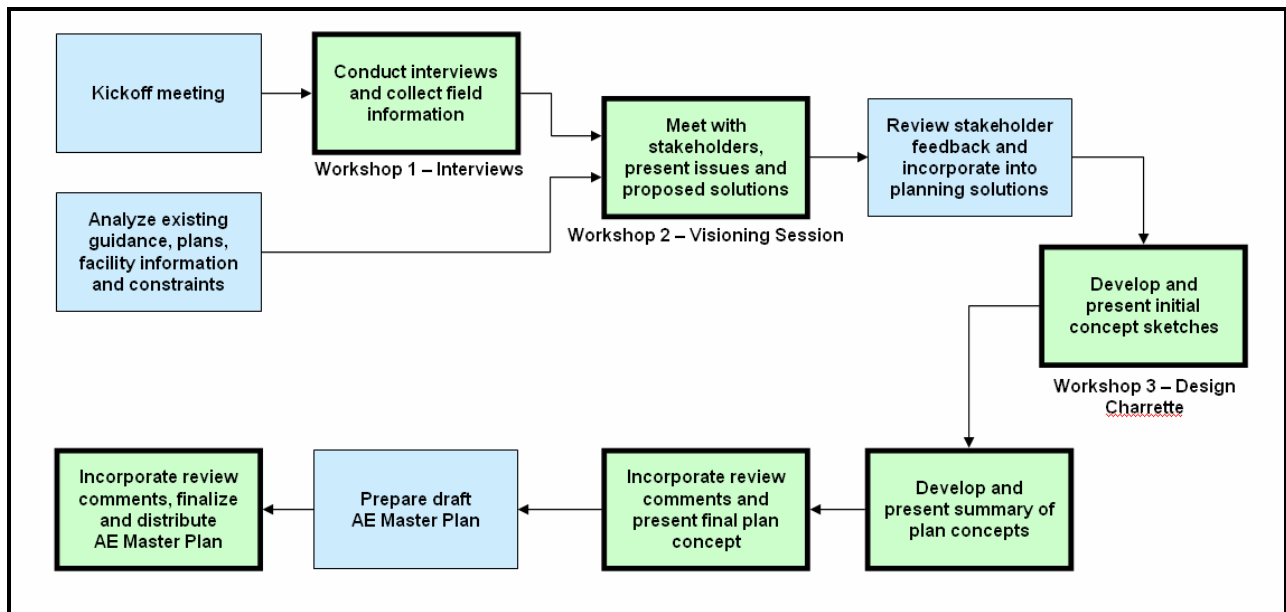 Kickoff meeting
Conduct interviews
and collect field
information
Workshop 1 – Interviews
Analyze existing
guidance, plans,
facility information
and constraints
Meet with
stakeholders,
present issues and
proposed solutions
Workshop 2 – Visioning Session
Review stakeholder
feedback and
incorporate into
planning solutions
Develop and
present initial
concept sketches
Workshop 3 – Design
Charrette
Develop and
present summary of
plan concepts
Incorporate review
comments and
present final plan
concept
Prepare draft
AE Master Plan
Incorporate review
comments, finalize
and distribute
AE Master Plan